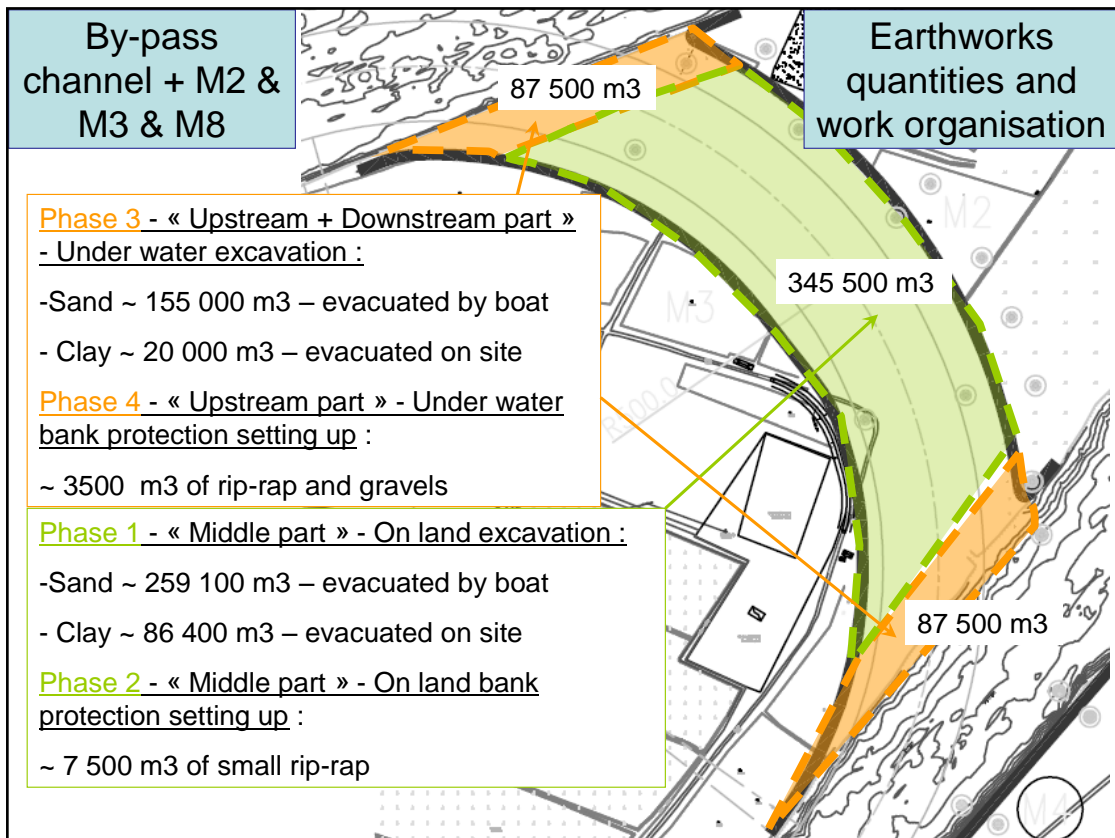 By-pass
channel + M2 &
M3 & M8
Earthworks
quantities and
work organisation
87 500 m3
M2
345 500 m3
M3
Phase 3 - « Upstream + Downstream part »
- Under water excavation :
-Sand ~ 155 000 m3 – evacuated by boat
- Clay ~ 20 000 m3 – evacuated on site
Phase 4 - « Upstream part » - Under water
bank protection setting up :
~ 3500 m3 of rip-rap and gravels
Phase 1 - « Middle part » - On land excavation :
-Sand ~ 259 100 m3 – evacuated by boat
- Clay ~ 86 400 m3 – evacuated on site
Phase 2 - « Middle part » - On land bank
protection setting up :
~ 7 500 m3 of small rip-rap
87 500 m3
M4